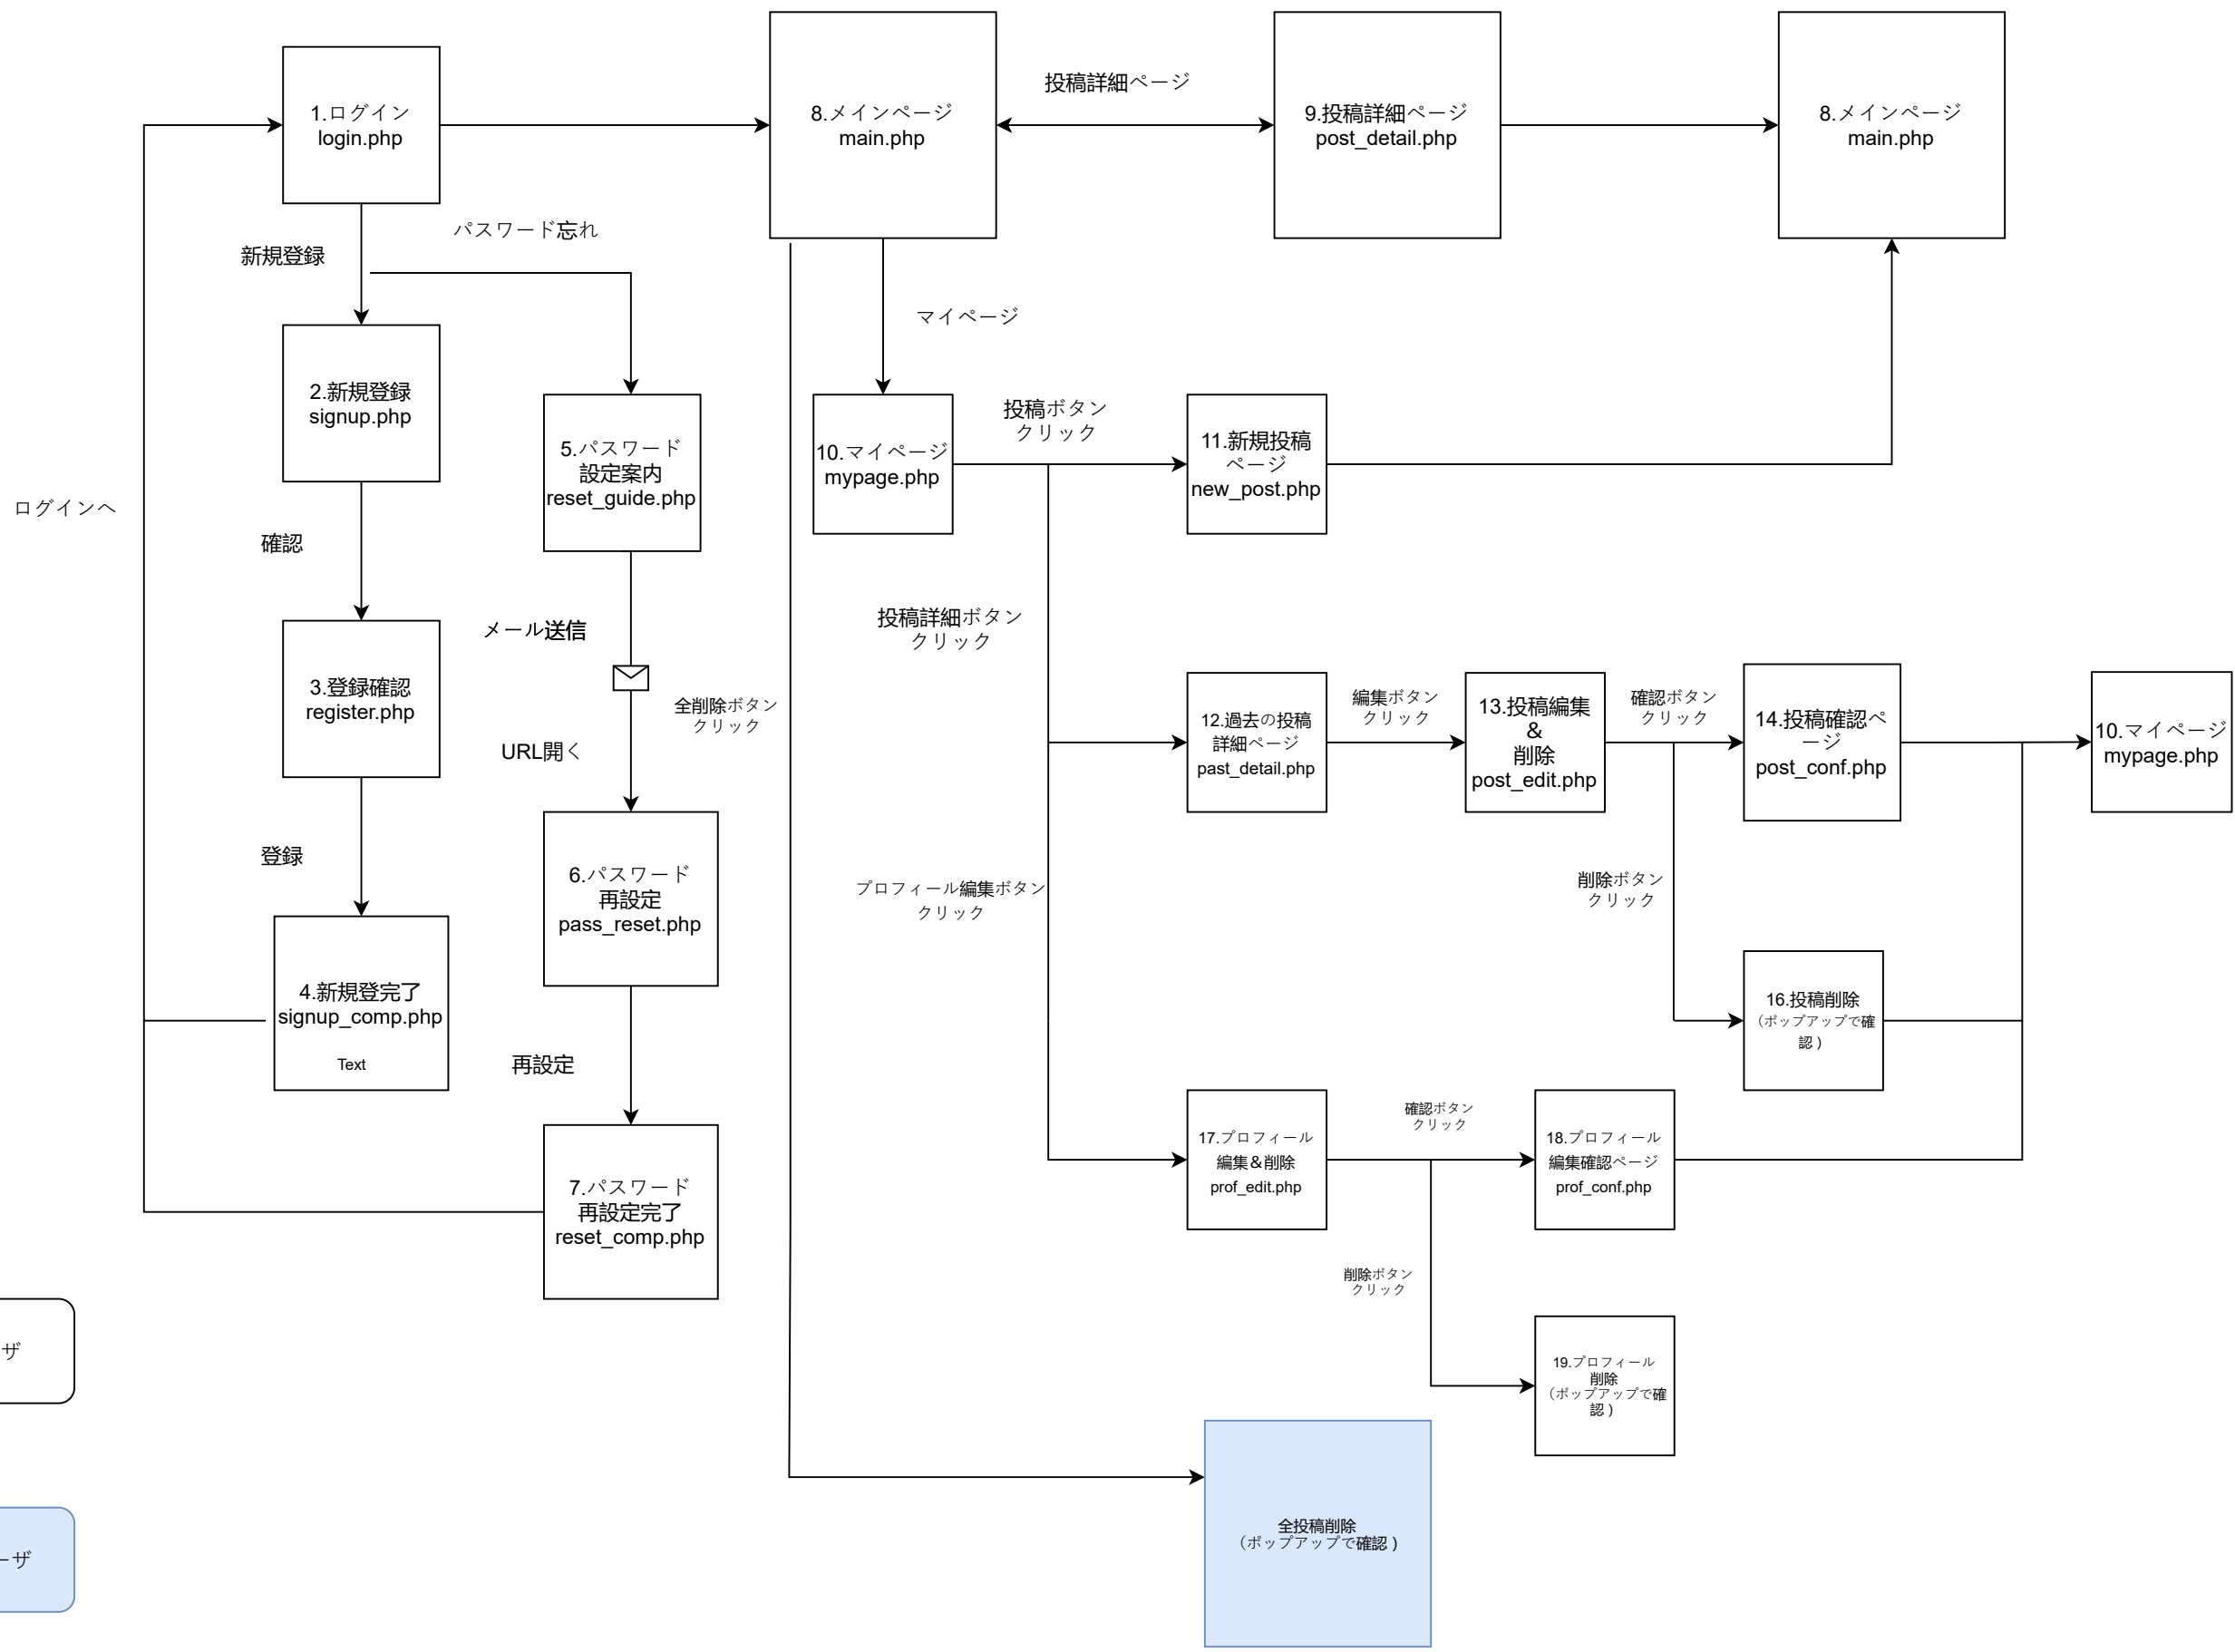 1.ログイン
login.php
8.メインページ
main.php
投稿詳細ページ
9.投稿詳細ページ
post_detail.php
8.メインページ
main.php
新規登録
パスワード忘れ
マイページ
2.新規登録
signup.php
5.パスワード
設定案内
reset_guide.php
10.マイページ
mypage.php
投稿ボタン
クリック
11.新規投稿
ページ
new_post.php
ログインへ
確認
メール送信
投稿詳細ボタン
クリック
3.登録確認
register.php
全削除ボタン
クリック
URL開く
12.過去の投稿
詳細ページ
past_detail.php
編集ボタン
クリック
13.投稿編集
&
削除
post_edit.php
確認ボタン
クリック
14.投稿確認ペ
ージ
post_conf.php
10.マイページ
mypage.php
登録
6.パスワード
再設定
pass_reset.php
プロフィール編集ボタン
クリック
削除ボタン
クリック
4.新規登完了
signup_comp.php
Text
16.投稿削除
（ポップアップで確
認）
再設定
7.パスワード
再設定完了
reset_comp.php
17.プロフィール
編集＆削除
prof_edit.php
確認ボタン
クリック
18.プロフィール
編集確認ページ
prof_conf.php
削除ボタン
クリック
19.プロフィール
削除
（ポップアップで確
認）
ザ
全投稿削除
（ポップアップで確認）
ーザ